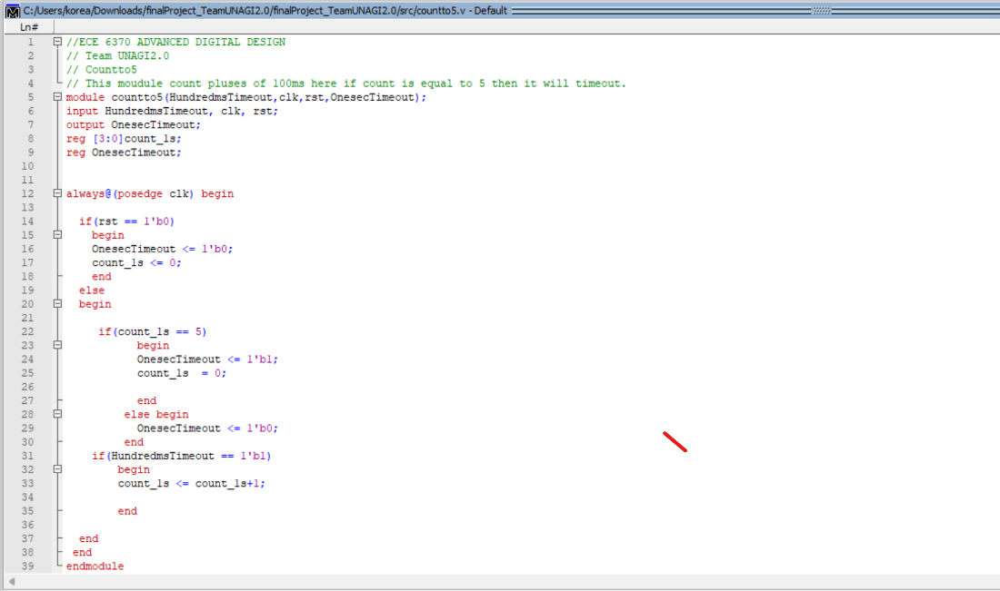 C:/Users/korea/Downloads/finalProject_TeamUNAGI2.0/finalProject_TeamUNAGI2.0/src/countto5.v - Default
Ln#
1 //ECE 6370 ADVANCED DIGITAL DESIGN
2 // Team UNAGI2.0
3 // Countto5
4 // This moudule count pluses of 100ms here if count is equal to 5 then it will timeout.
5 module countto5(HundredmsTimeout,clk,rst,OnesecTimeout);
6 input HundredmsTimeout, clk, rst;
7 output OnesecTimeout;
8 reg [3:0]count_1s;
9 reg OnesecTimeout;
10
11
12 always@(posedge clk) begin
13
14 if(rst == 1'b0)
15 begin
16 OnesecTimeout <= 1'b0;
17 count_1s <= 0;
18 end
19 else
20 begin
21
22 if(count_1s == 5)
23 begin
24 OnesecTimeout <= 1'b1;
25 count_1s  = 0;
26
27 end
28 else begin
29 OnesecTimeout <= 1'b0;
30 end
31 if(HundredmsTimeout == 1'b1)
32 begin
33 count_1s <= count_1s+1;
34
35 end
36
37 end
38 end
39 endmodule